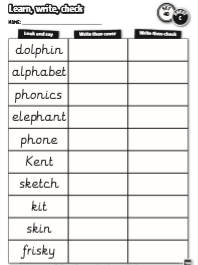 Learn, write, check
NAME:
Look and say Write then cover Write then check
dolphin
alphabet
phonics
elephant
phone
Kent
sketch
kit
skin
frisky